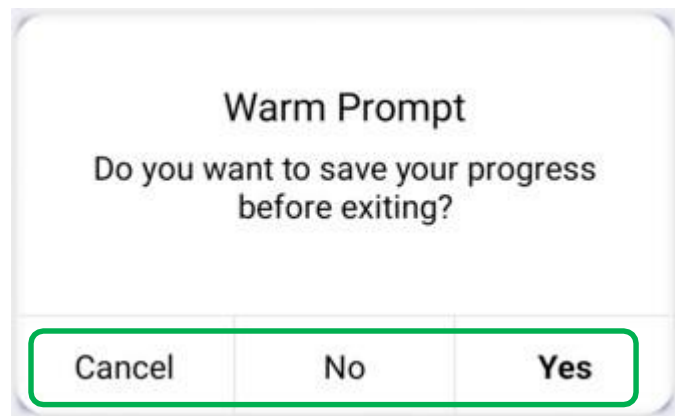 Warm Prompt
Do you want to save your progress
before exiting?
Cancel No Yes